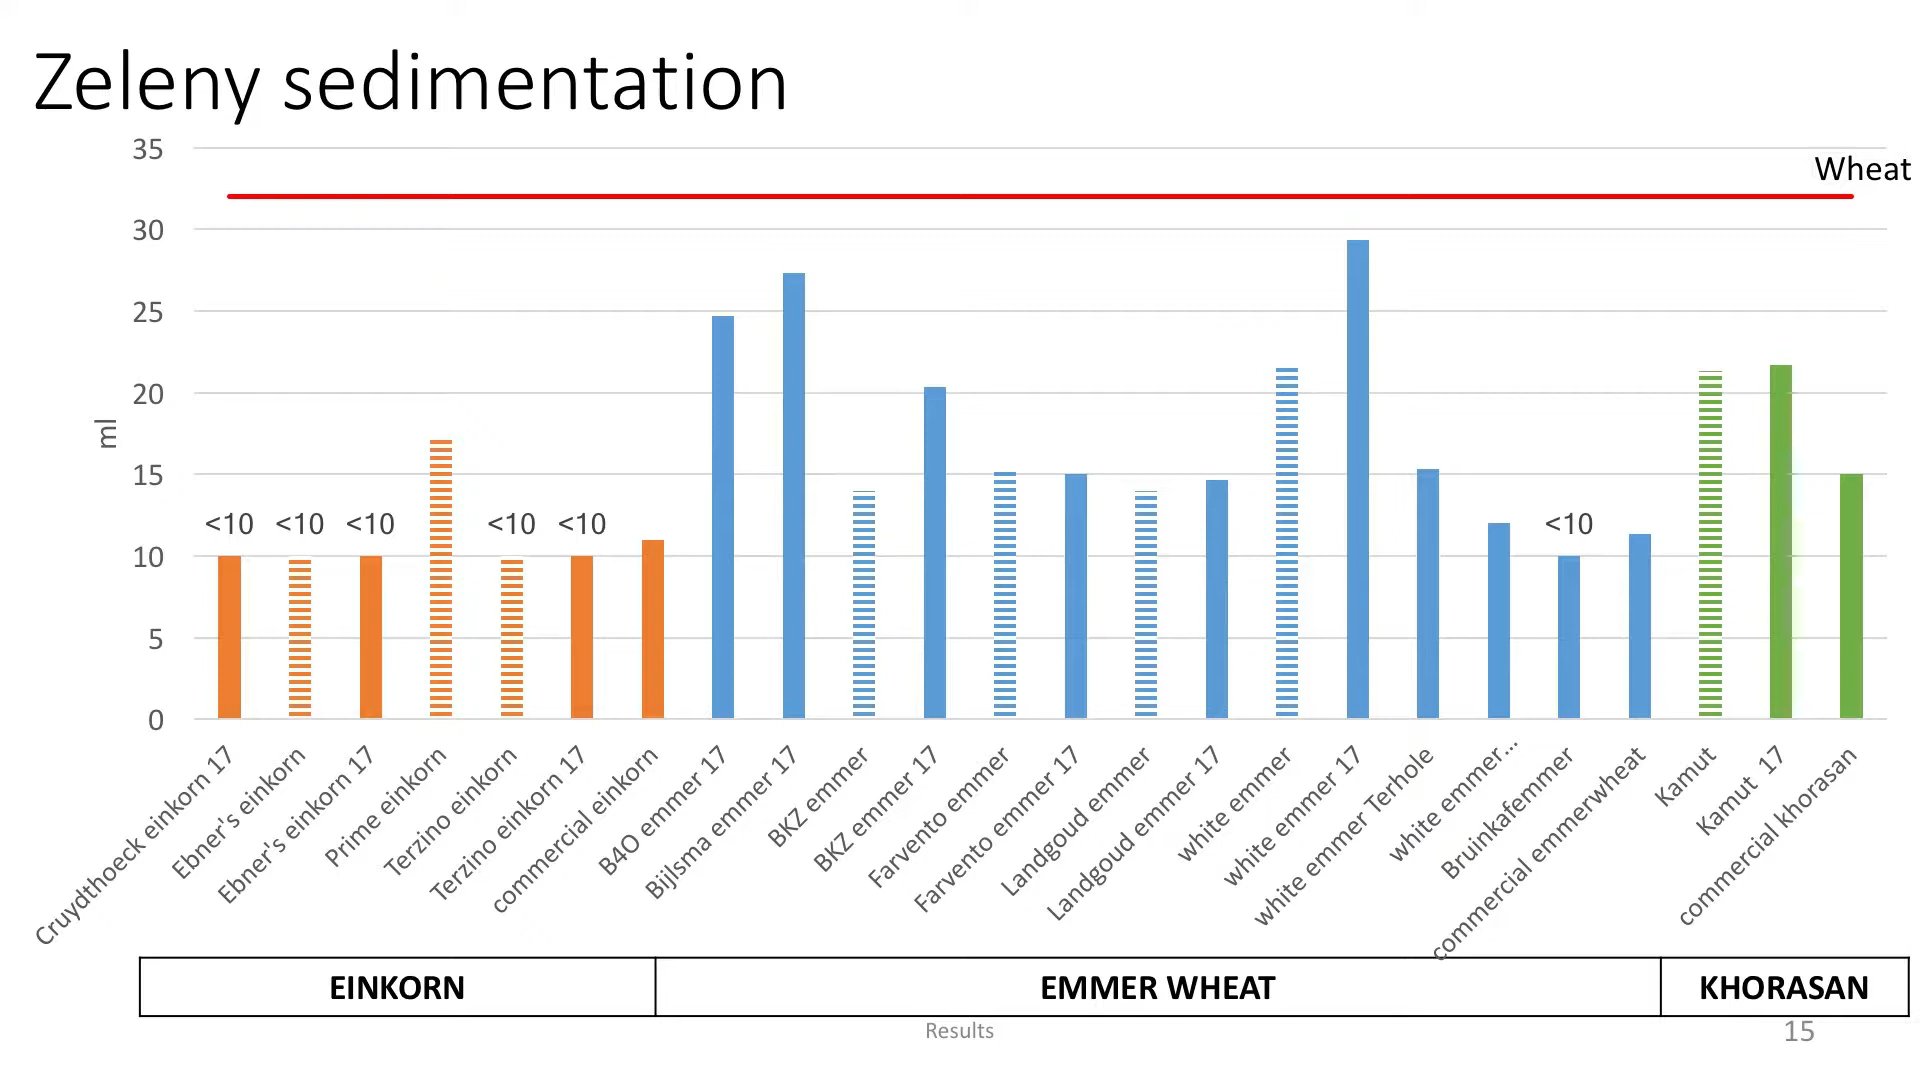 Zeleny sedimentation
35
Wheat
30
25
20
ml
15
<10 <10 <10 <10 <10 <10
10
5
0
Cruydthoeck einkorn 17
Ebner's einkorn
Ebner's einkorn 17
Prime einkorn
Terzino einkorn
Terzino einkorn 17
commercial einkorn
B4O emmer 17
Bijlsma emmer 17
BKZ emmer
BKZ emmer 17
Farvento emmer
Farvento emmer 17
Landgoud emmer
Landgoud emmer 17
white emmer
white emmer 17
white emmer Terhole
white emmer...
Bruinkafemmer
commercial emmerwheat
Kamut
Kamut 17
commercial khorasan
EINKORN EMMER WHEAT KHORASAN
Results 15